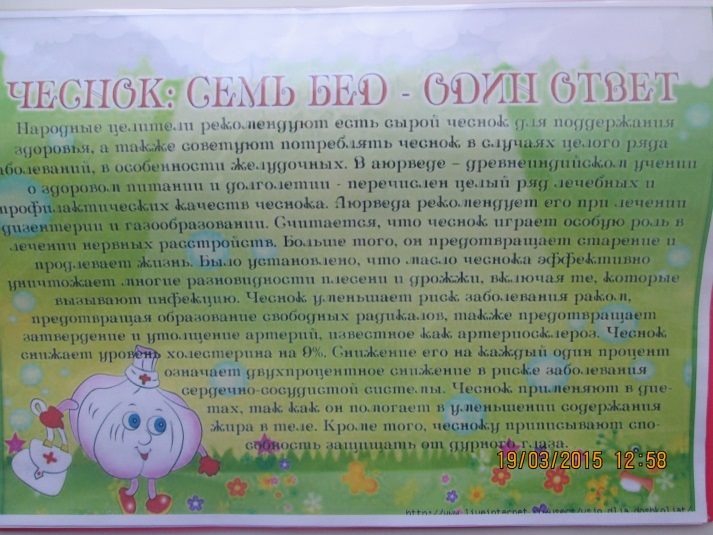 ЧЕСНОК: СЕМЬ БЕД - ОДИН ОТВЕТ
Народные целители рекомендуют есть сырой чеснок для поддержания
здоровья, а также советуют потреблять чеснок в случаях целого ряда
аболеваний, в особенности желудочных. В аюрведе – древнеиндийском учении
о здоровом питании и долголетии - перечислен целый ряд лечебных и
профилактических качеств чеснока. Аюрведа рекомендует его при лечении
дизентерии и газообразовании. Считается, что чеснок играет особую роль в
лечении нервных расстройств. Больше того, он предотвращает старение и
продлевает жизнь. Было установлено, что масло чеснока эффективно
уничтожает многие разновидности плесени и дрожжи, включая те, которые
вызывают инфекцию. Чеснок уменьшает риск заболевания раком,
предотвращая образование свободных радикалов, также предотвращает
затвердение и утолщение артерий, известное как артериосклероз. Чеснок
снижает уровень холестерина на 9%. Снижение его на каждый один процент
означает двухпроцентное снижение в риске заболевания
сердечно-сосудистой системы. Чеснок применяют в дие-
тах, так как он помогает в уменьшении содержания
жира в теле. Кроме того, чесноку приписывают спо-
собность защищать от дурного глаза.
19/03/2015 12:58
http://www.liveinternet.